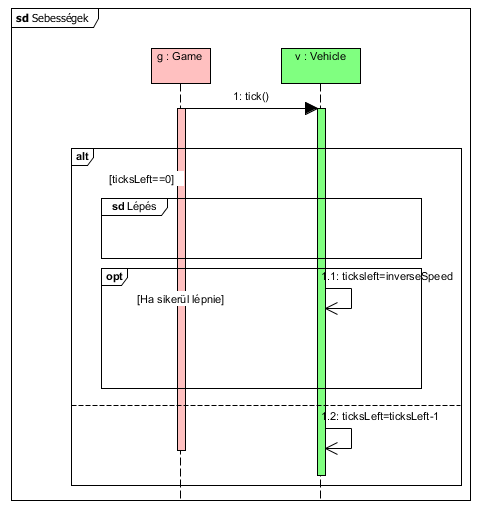 sd Sebességek
g : Game
v : Vehicle
1: tick()
alt
[ticksLeft==0]
sd Lépés
opt
1.1: ticksleft=inverseSpeed
[Ha sikerül lépnie]
1.2: ticksLeft=ticksLeft-1